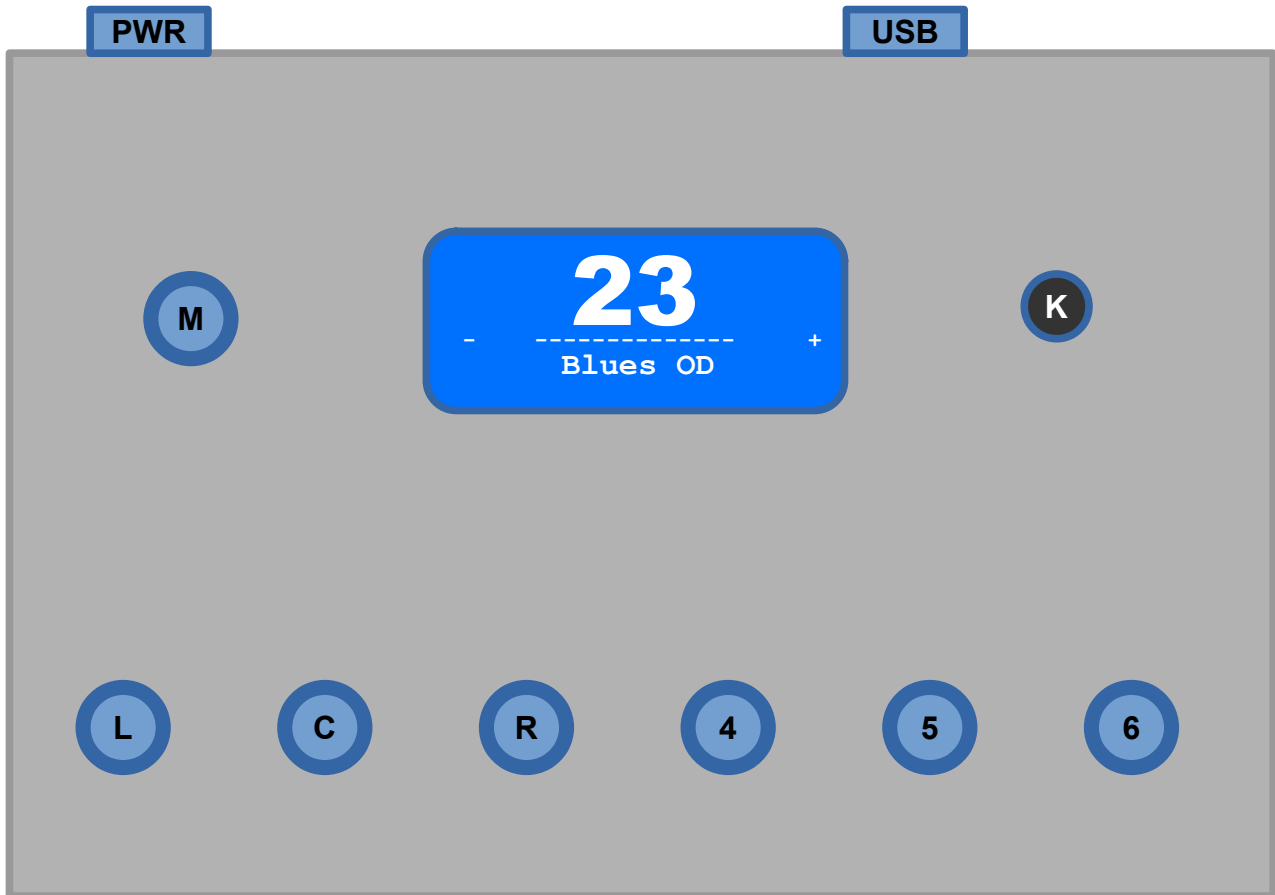 PWR USB
23
- -------------- +
Blues OD
M K
L C R 4 5 6